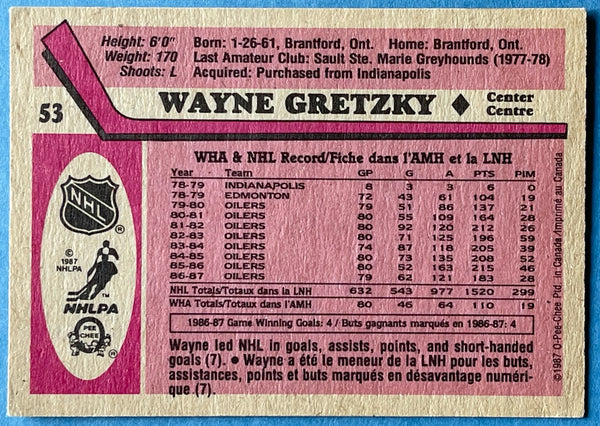 Height: 6'0" Born: 1-26-61, Brantford, Ont. Home: Brantford, Ont.
Weight: 170 Last Amateur Club: Sault Ste. Marie Greyhounds (1977-78)
Shoots: L Acquired: Purchased from Indianapolis
53 WAYNE GRETZKY Center
Centre
WHA & NHL Record/Fiche dans l'AMH et la LNH
Year Team GP G A PTS PIM
78-79 INDIANAPOLIS 8 3 3 6 0
78-79 EDMONTON 72 43 61 104 19
79-80 OILERS 79 51 86 137 21
80-81 OILERS 80 55 109 164 28
81-82 OILERS 80 92 120 212 26
82-83 OILERS 80 71 125 196 59
83-84 OILERS 74 87 118 205 39
84-85 OILERS 80 73 135 208 52
85-86 OILERS 80 52 163 215 46
86-87 OILERS 79 62 121 183 28
NHL Totals/Totaux dans la LNH 632 543 977 1520 299
WHA Totals/Totaux dans l'AMH 80 46 64 110 19
1986-87 Game Winning Goals: 4 / Buts gagnants marqués en 1986-87: 4
Wayne led NHL in goals, assists, points, and short-handed
goals (7). ● Wayne a été le meneur de la LNH pour les buts,
assistances, points et buts marqués en désavantage numéri-
que (7).
NHL
®
©
1987
NHLPA
™
NHLPA
O PEE CHEE
®
©1987 O-Pee-Chee Ptd. in Canada/Imprimé au Canada